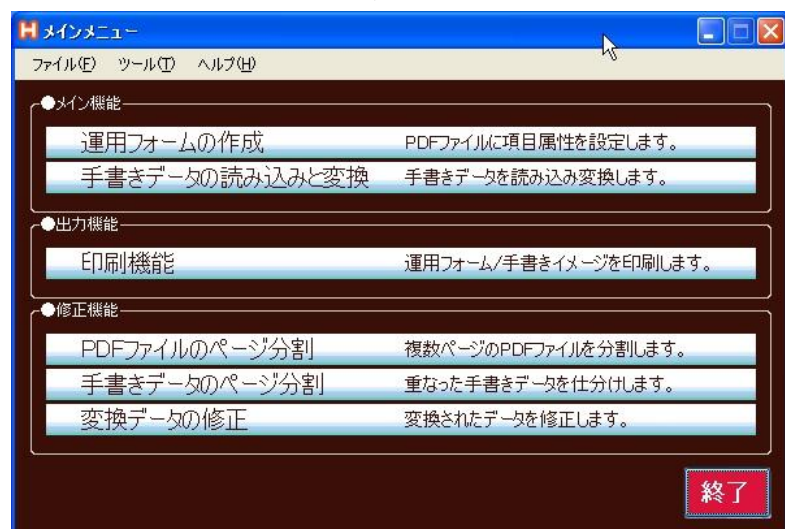 H メインメニュー
ファイル(F) ツール(T) ヘルプ(H)
●メイン機能
運用フォームの作成 PDFファイルに項目属性を設定します。
手書きデータの読み込みと変換 手書きデータを読み込み変換します。
●出力機能
印刷機能 運用フォーム/手書きイメージを印刷します。
●修正機能
PDFファイルのページ分割 複数ページのPDFファイルを分割します。
手書きデータのページ分割 重なった手書きデータを仕分けします。
変換データの修正 変換されたデータを修正します。
終了